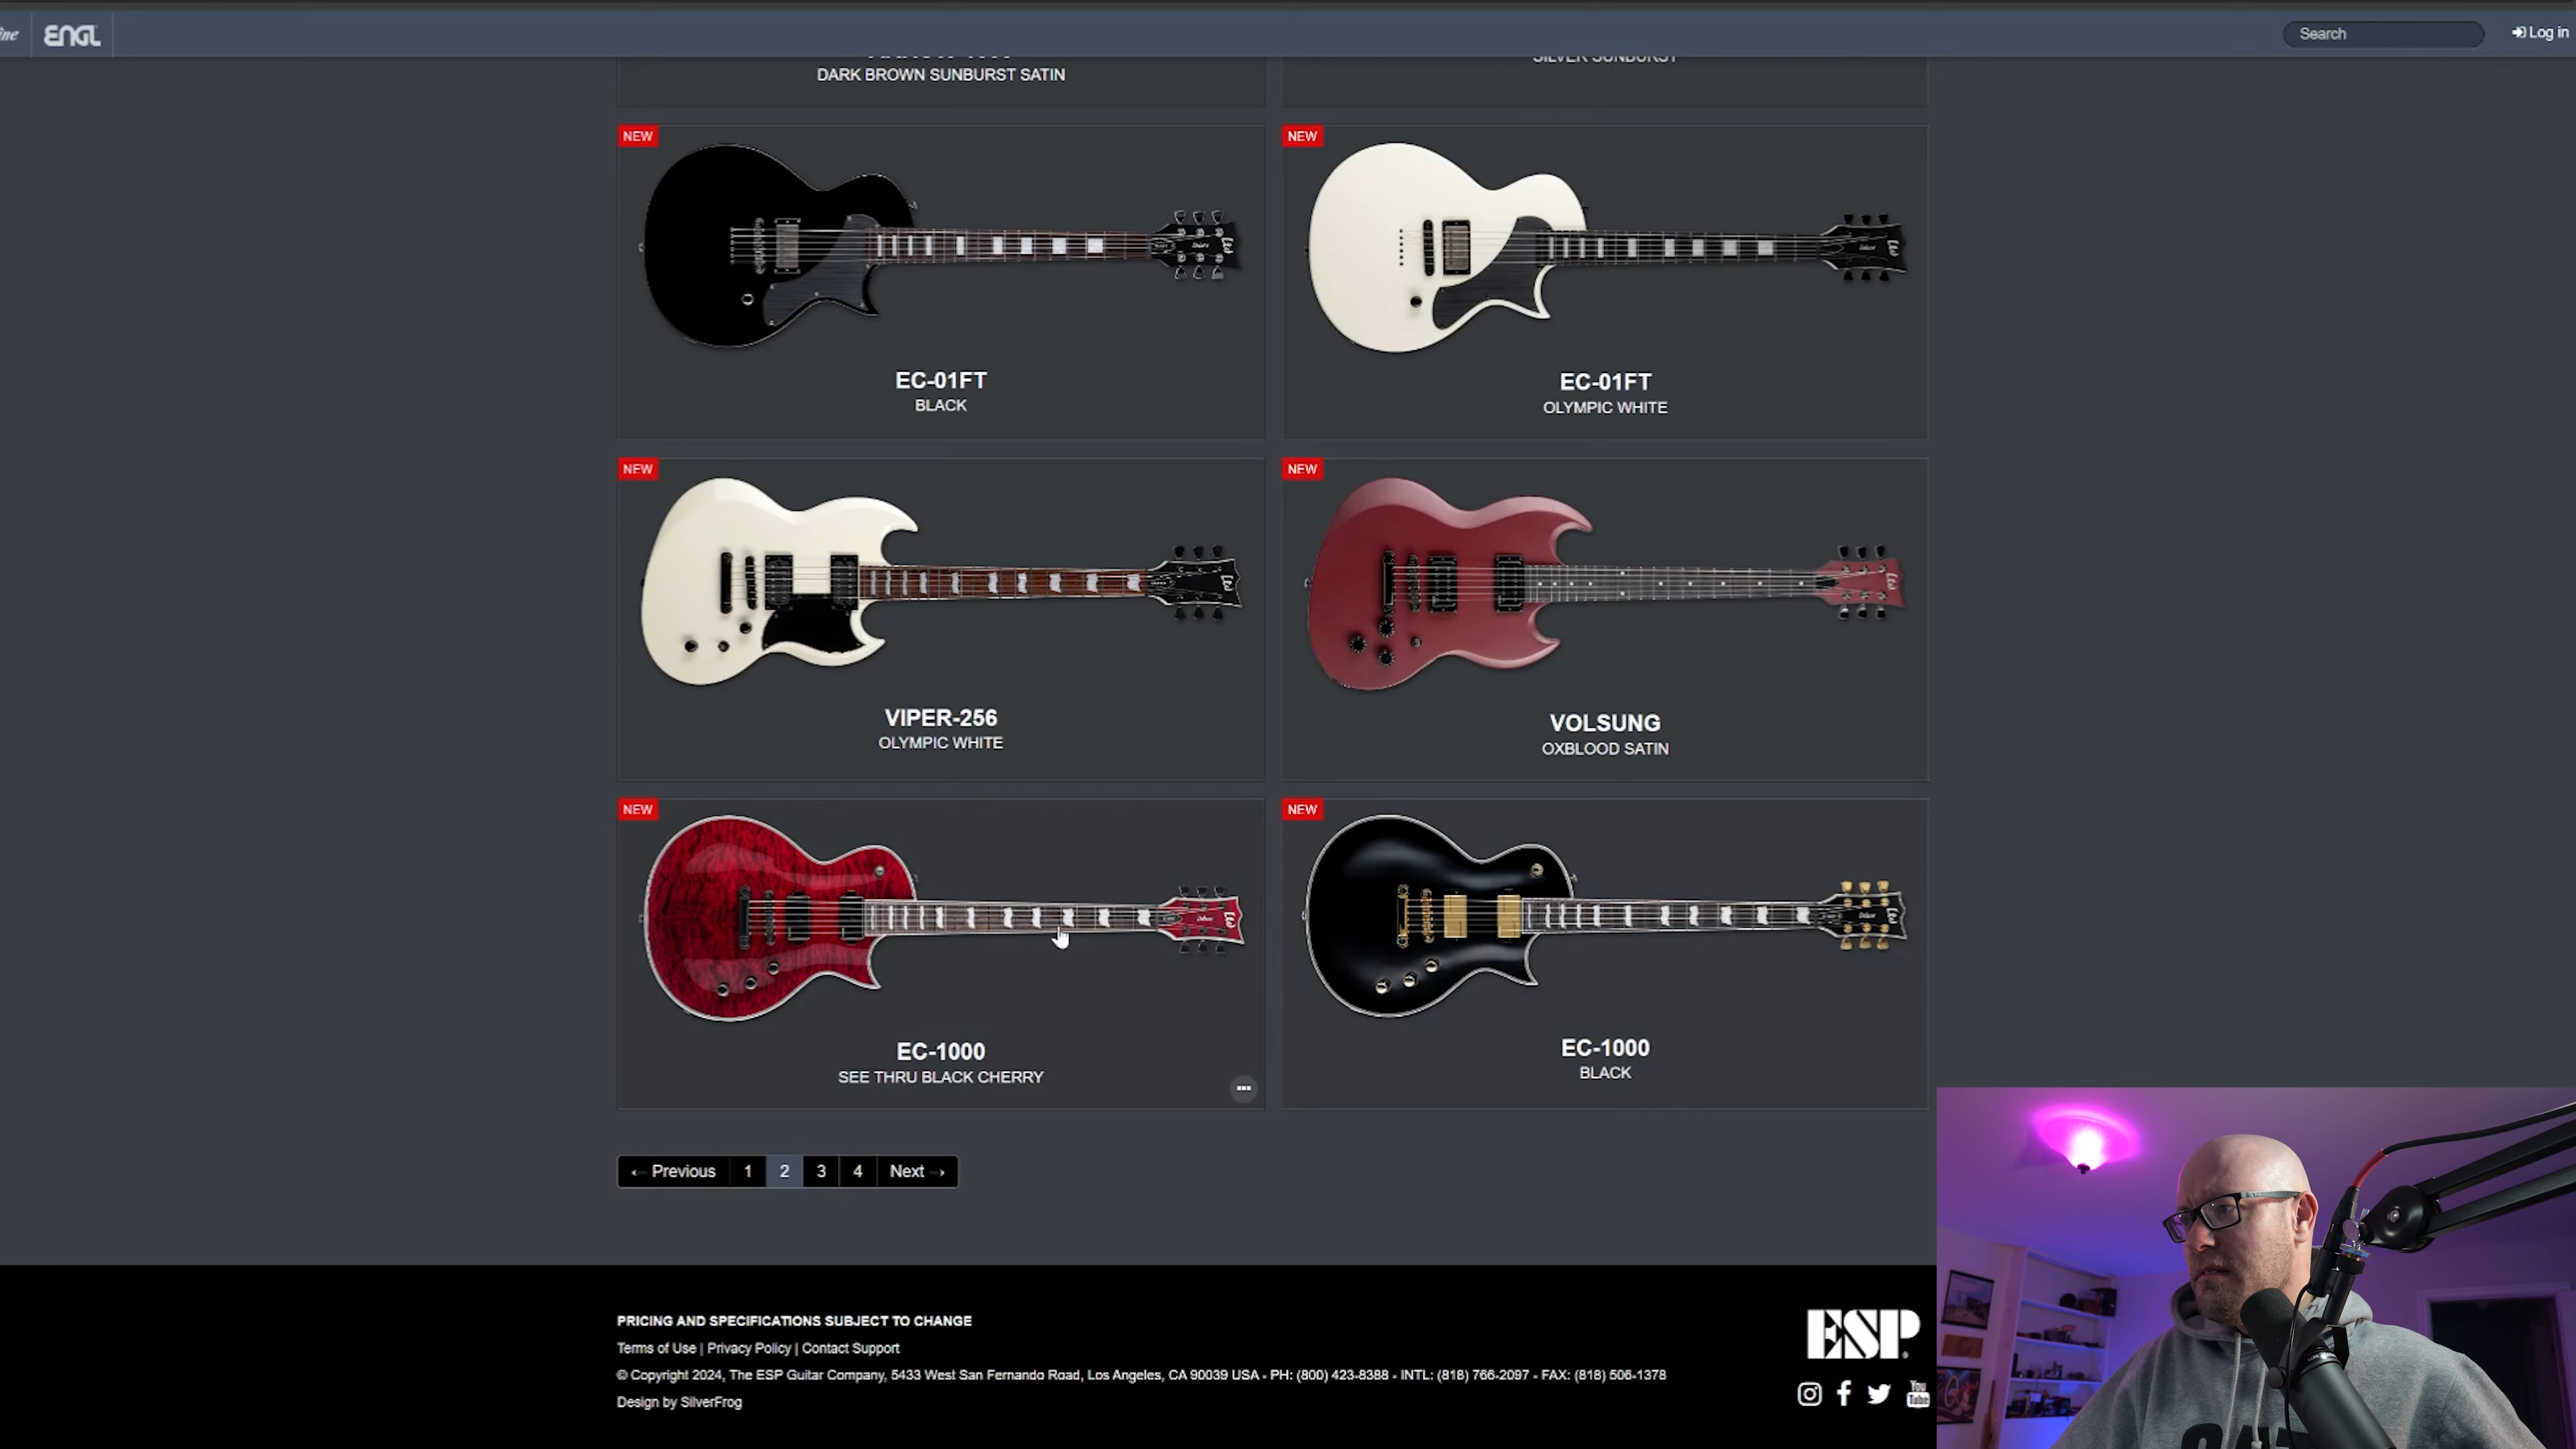 ENGL
Search
Log in
DARK BROWN SUNBURST SATIN
SILVER SUNBURST
NEW
NEW
EC-01FT
BLACK
EC-01FT
OLYMPIC WHITE
NEW
NEW
VIPER-256
OLYMPIC WHITE
VOLSUNG
OXBLOOD SATIN
NEW
NEW
EC-1000
SEE THRU BLACK CHERRY
EC-1000
BLACK
← Previous 1 2 3 4 Next →
PRICING AND SPECIFICATIONS SUBJECT TO CHANGE
Terms of Use | Privacy Policy | Contact Support
© Copyright 2024, The ESP Guitar Company, 5433 West San Fernando Road, Los Angeles, CA 90039 USA - PH: (800) 423-8388 - INTL: (818) 766-2097 - FAX: (818) 506-1378
Design by SilverFrog
ESP
You Tube